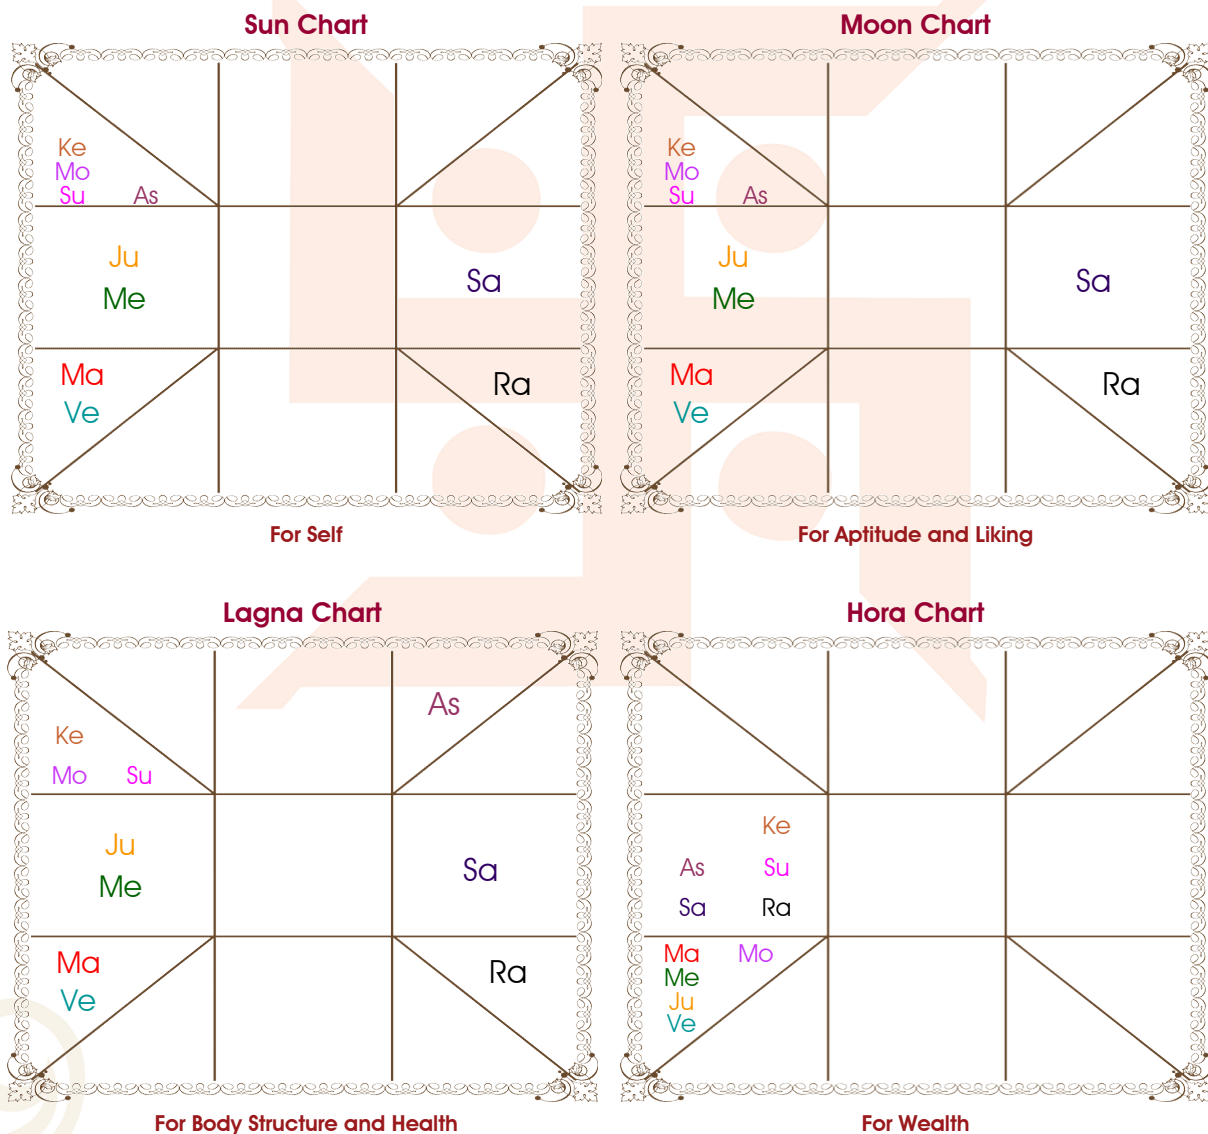 Sun Chart
Ke
Mo
Su As
Ju
Me
Sa
Ma
Ve
Ra
For Self
Moon Chart
Ke
Mo
Su As
Ju
Me
Sa
Ma
Ve
Ra
For Aptitude and Liking
Lagna Chart
As
Ke
Mo Su
Ju
Me
Sa
Ma
Ve
Ra
For Body Structure and Health
Hora Chart
Ke
As Su
Sa Ra
Ma Mo
Me
Ju
Ve
For Wealth